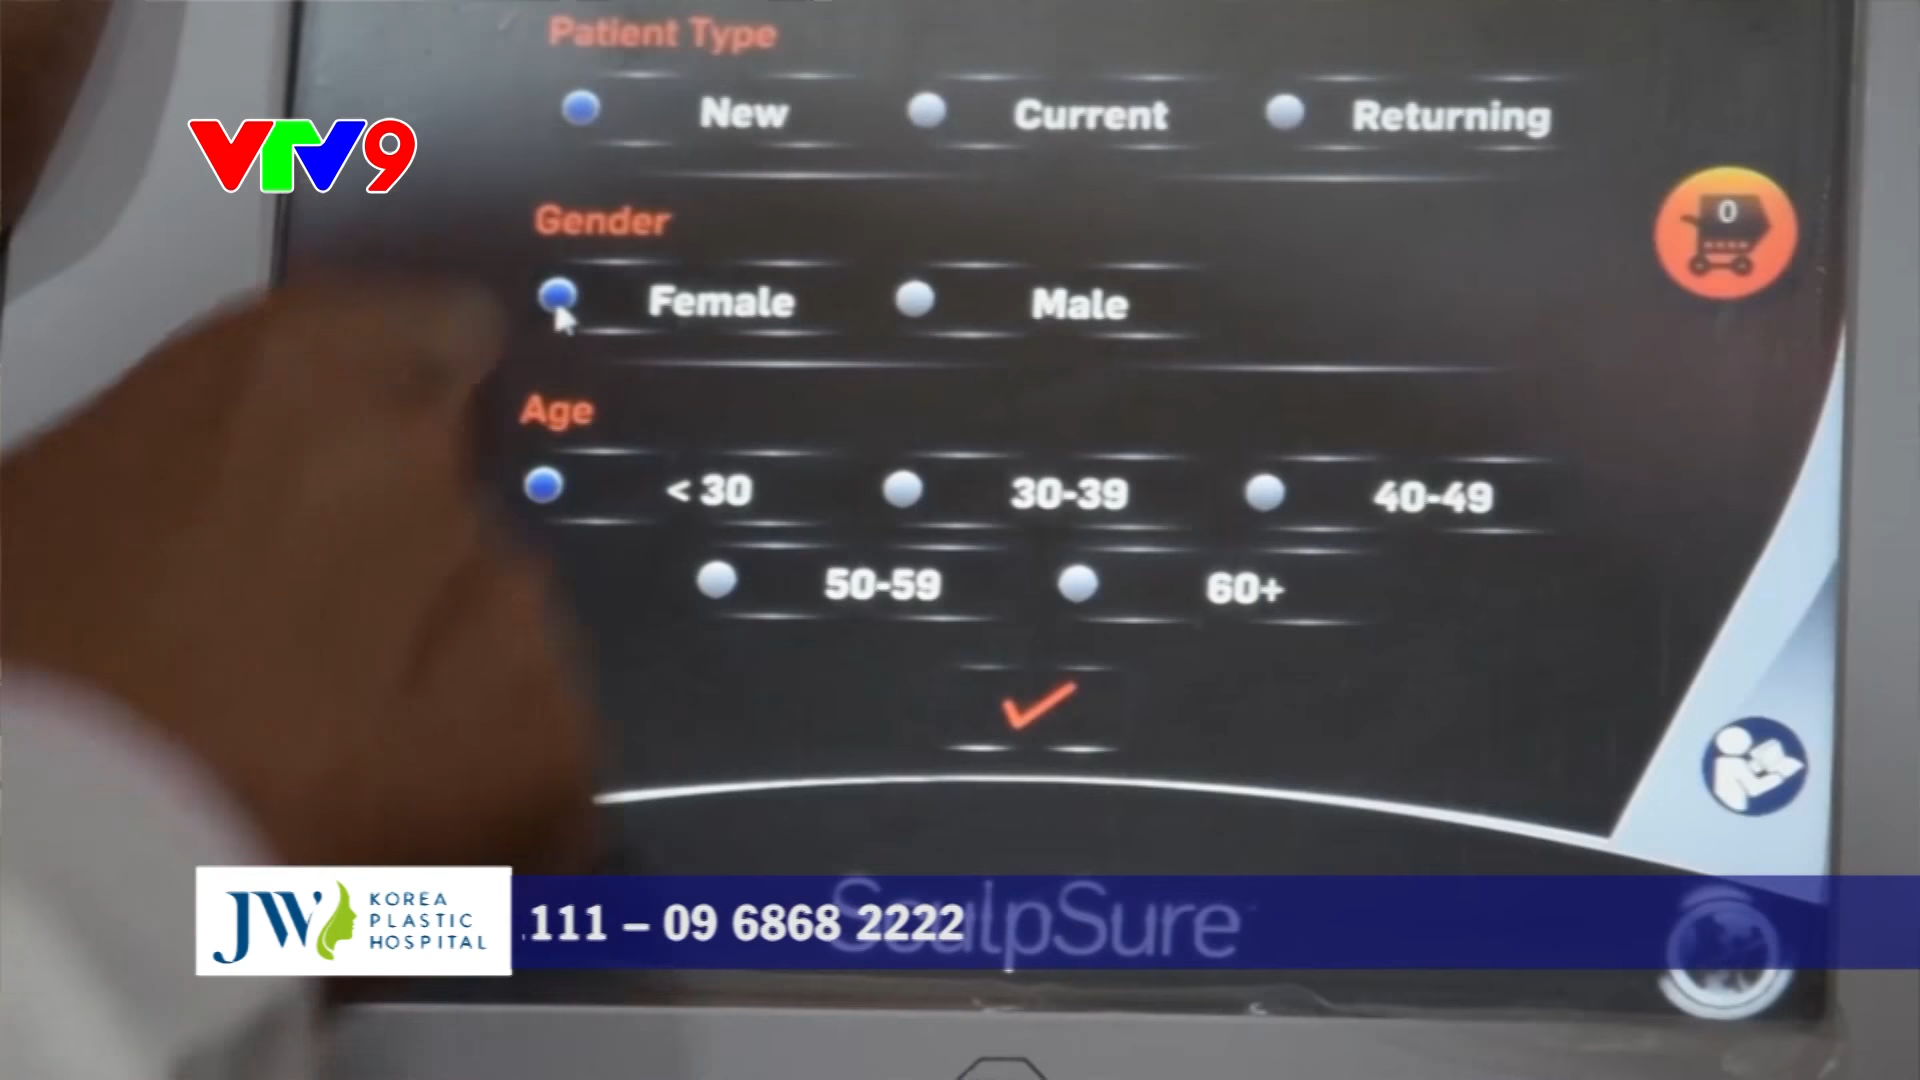 Patient Type
New Current Returning
VTV9
Gender
0
Female Male
Age
< 30 30-39 40-49
50-59 60+
JW KOREA PLASTIC HOSPITAL
111 – 09 6868 2222
SculpSure